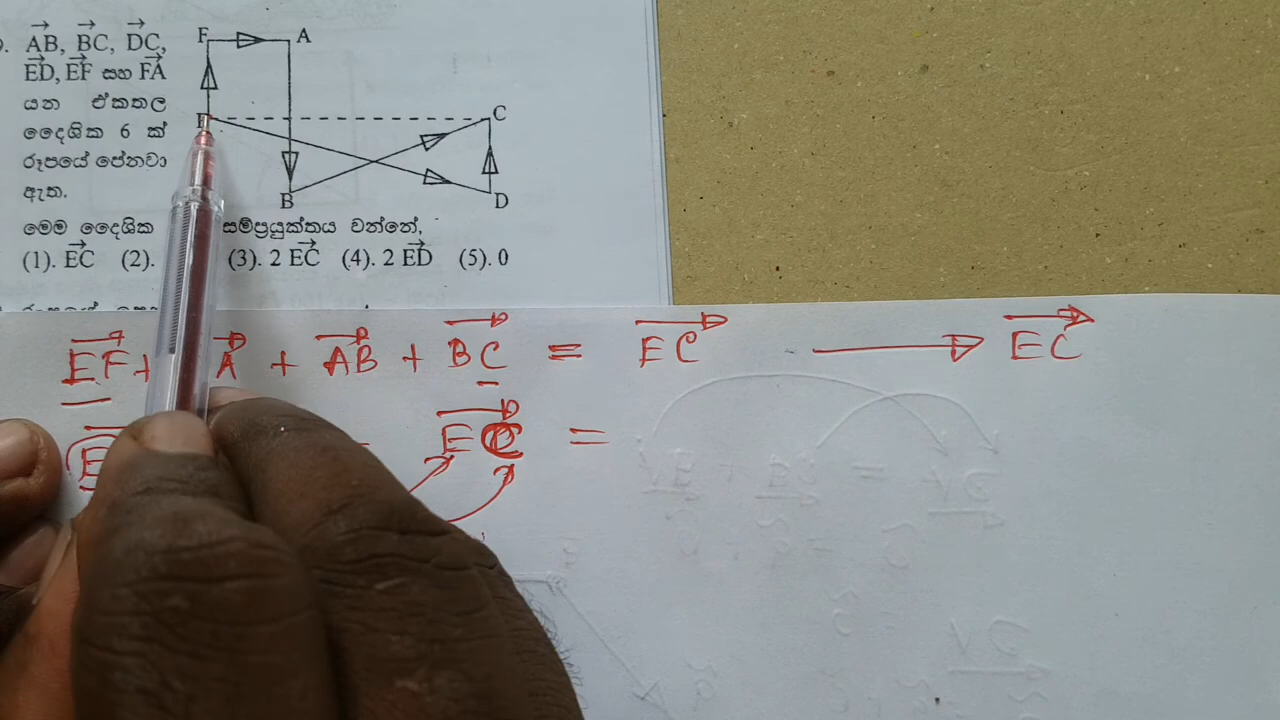 AB, BC, DC,
ED, EF සහ FA
යන ඒකතල
දෛශික 6 ක්
රූපයේ පේනවා
ඇත.
F A
C
B D
මෙම දෛශික සම්ප්‍රයුක්තය වන්නේ,
(1). EC (2). (3). 2 EC (4). 2 ED (5). 0
EF + A + AB + BC = EC → EC
E EC =